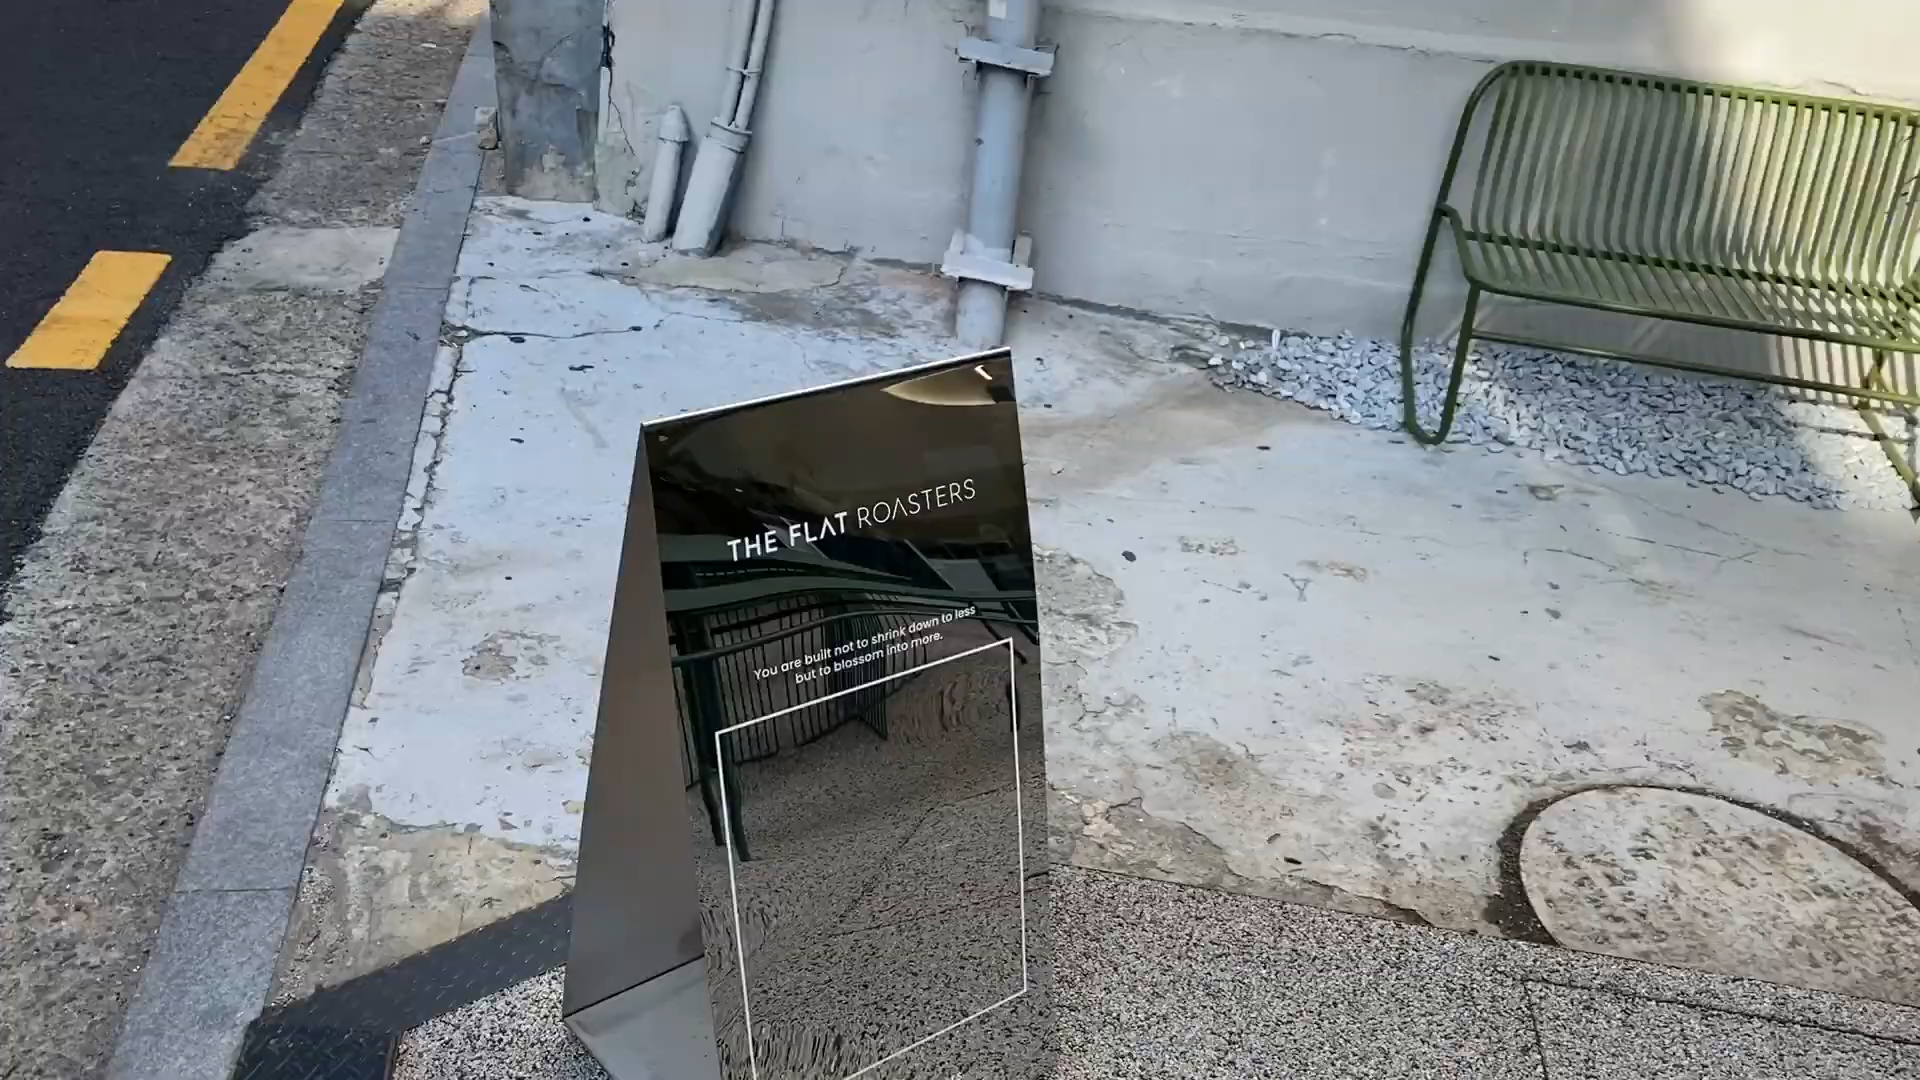 THE FLAT ROASTERS
You are built not to shrink down to less
but to blossom into more.